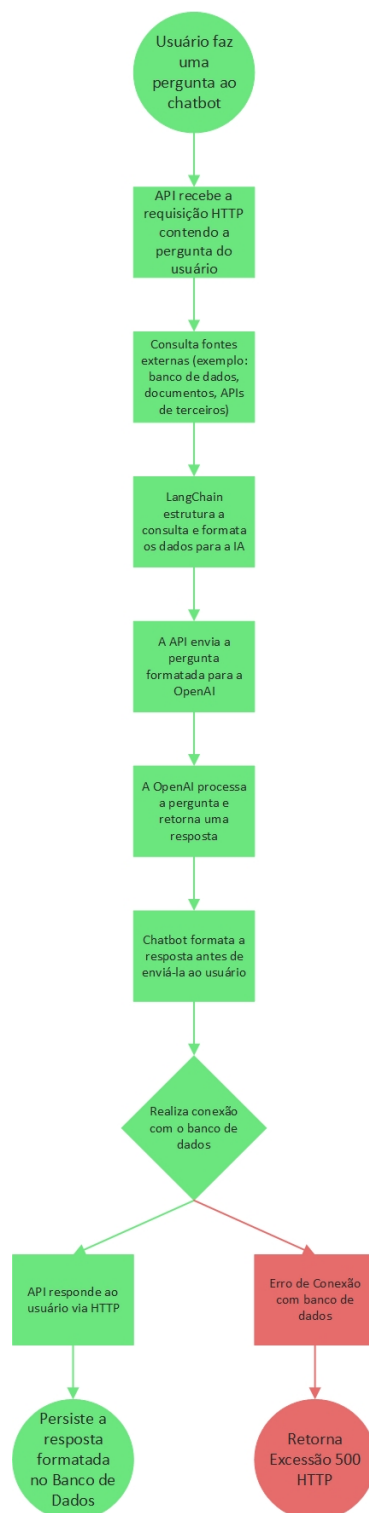 Usuário faz
uma
pergunta ao
chatbot
API recebe a
requisição HTTP
contendo a
pergunta do
usuário
Consulta fontes
externas (exemplo:
banco de dados,
documentos, APIs
de terceiros)
LangChain
estrutura a
consulta e formata
os dados para a IA
A API envia a
pergunta
formatada para a
OpenAI
A OpenAI processa
a pergunta e
retorna uma
resposta
Chatbot formata a
resposta antes de
enviá-la ao usuário
Realiza conexão
com o banco de
dados
API responde ao
usuário via HTTP
Erro de Conexão
com banco de
dados
Persiste a
resposta
formatada
no Banco de
Dados
Retorna
Excessão 500
HTTP